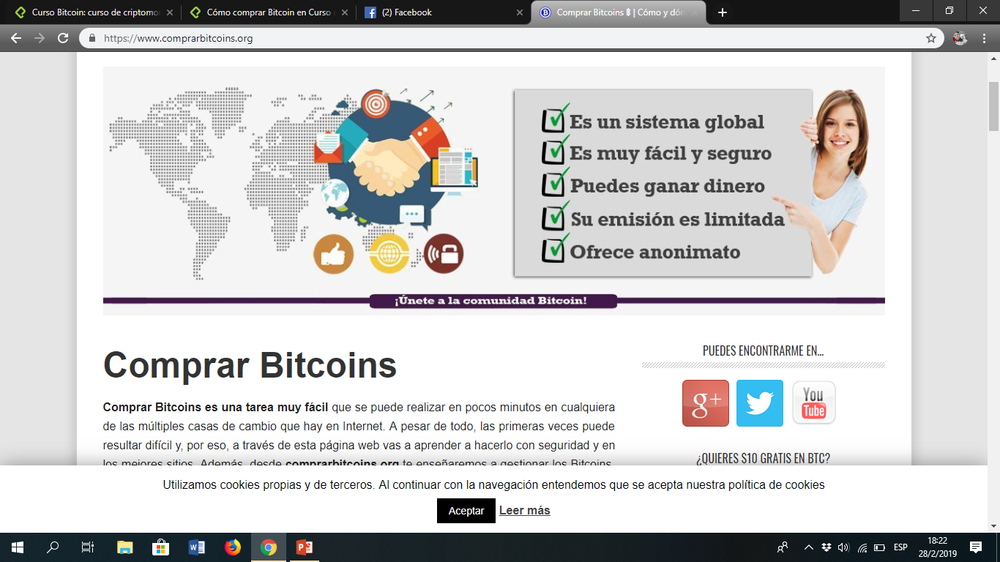 Curso Bitcoin: curso de criptomo
Cómo comprar Bitcoin en Curso
(2) Facebook
Comprar Bitcoins ฿ | Cómo y dón
https://www.comprarbitcoins.org
Es un sistema global
Es muy fácil y seguro
Puedes ganar dinero
Su emisión es limitada
Ofrece anonimato
¡Únete a la comunidad Bitcoin!
Comprar Bitcoins
Comprar Bitcoins es una tarea muy fácil que se puede realizar en pocos minutos en cualquiera
de las múltiples casas de cambio que hay en Internet. A pesar de todo, las primeras veces puede
resultar difícil y, por eso, a través de esta página web vas a aprender a hacerlo con seguridad y en
los mejores sitios. Además, desde comprarbitcoins.org te enseñaremos a gestionar los Bitcoins,
PUEDES ENCONTRARME EN...
g+
You
Tube
¿QUIERES $10 GRATIS EN BTC?
Utilizamos cookies propias y de terceros. Al continuar con la navegación entendemos que se acepta nuestra política de cookies
Aceptar Leer más
ESP
18:22
28/2/2019